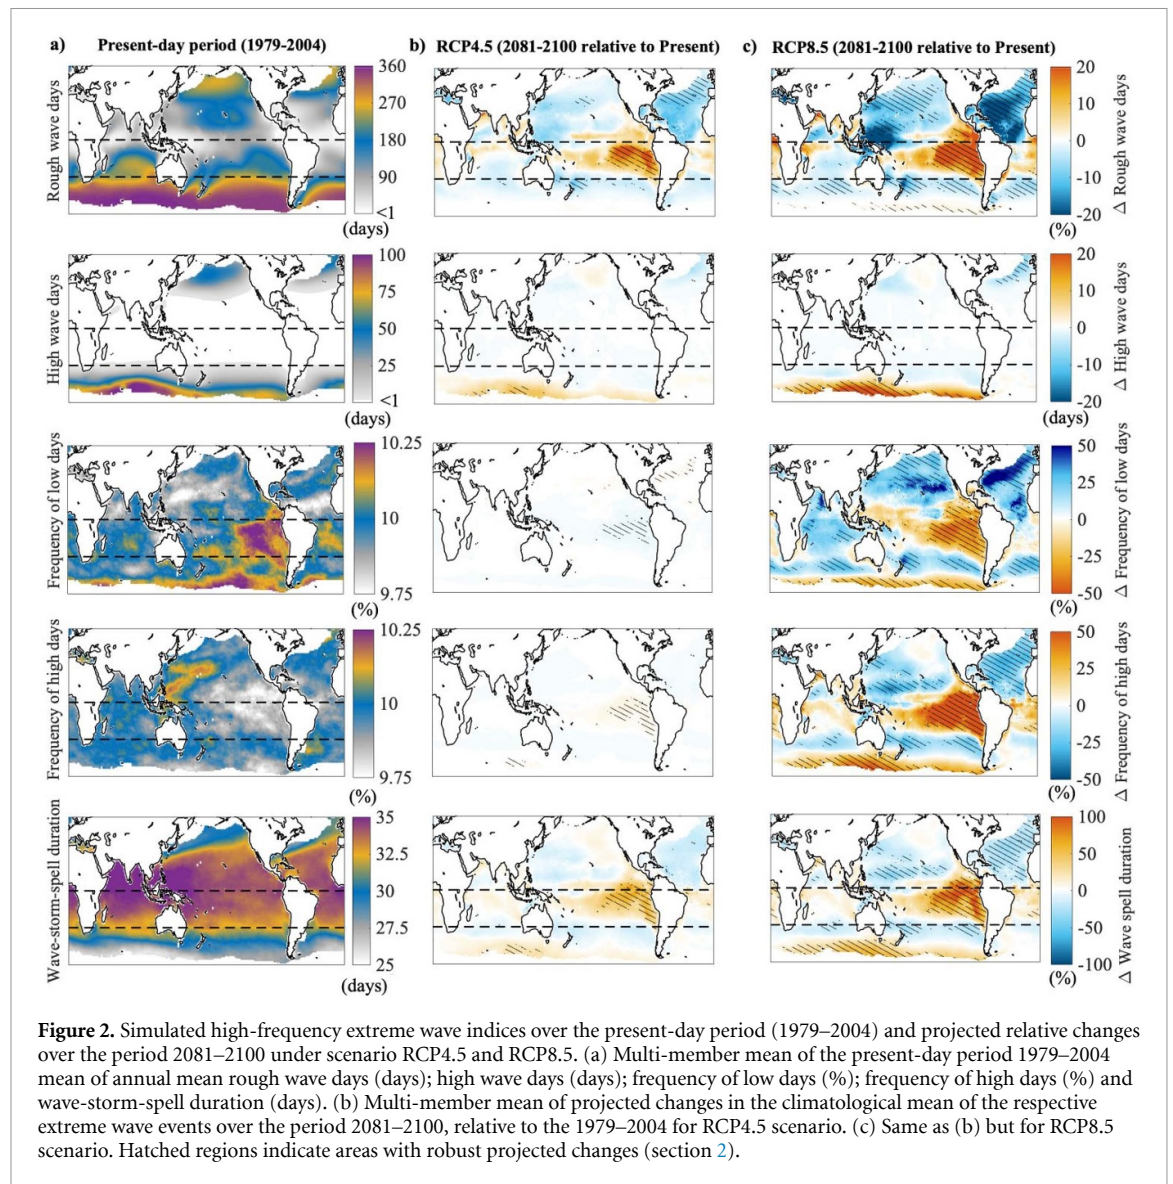 a) Present-day period (1979-2004)
b) RCP4.5 (2081-2100 relative to Present)
c) RCP8.5 (2081-2100 relative to Present)
Rough wave days
360
270
180
90
<1
(days)
20
10
0
-10
-20
(%)
Δ Rough wave days
High wave days
100
75
50
25
<1
(days)
20
10
0
-10
-20
(days)
Δ High wave days
Frequency of low days
10.25
10
9.75
(%)
50
25
0
-25
-50
(%)
Δ Frequency of low days
Frequency of high days
10.25
10
9.75
(%)
50
25
0
-25
-50
(%)
Δ Frequency of high days
Wave-storm-spell duration
35
32.5
30
27.5
25
(days)
100
50
0
-50
-100
(%)
Δ Wave spell duration
Figure 2. Simulated high-frequency extreme wave indices over the present-day period (1979–2004) and projected relative changes
over the period 2081–2100 under scenario RCP4.5 and RCP8.5. (a) Multi-member mean of the present-day period 1979–2004
mean of annual mean rough wave days (days); high wave days (days); frequency of low days (%); frequency of high days (%) and
wave-storm-spell duration (days). (b) Multi-member mean of projected changes in the climatological mean of the respective
extreme wave events over the period 2081–2100, relative to the 1979–2004 for RCP4.5 scenario. (c) Same as (b) but for RCP8.5
scenario. Hatched regions indicate areas with robust projected changes (section 2).